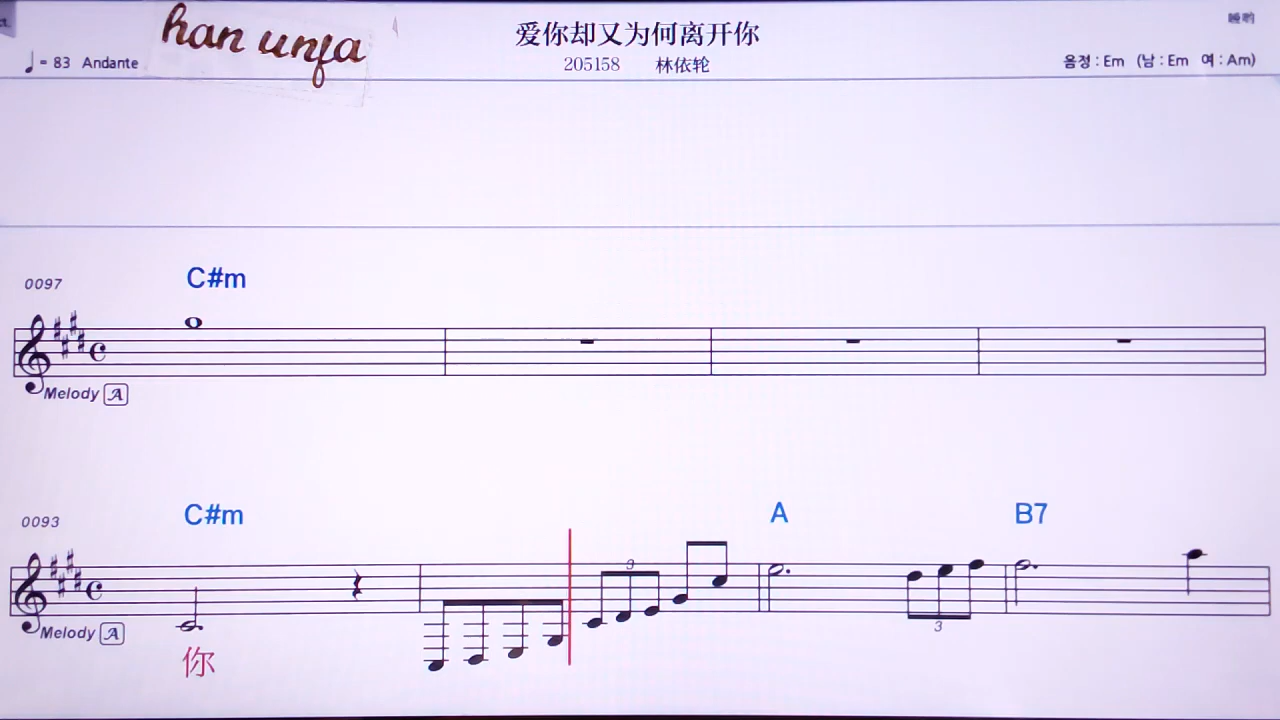 han unja
爱你却又为何离开你
205158 林依轮
♩ = 83 Andante
음정 : Em (남 : Em 여 : Am)
0097
C#m
Melody A
0093
C#m A B7
3 3
Melody A
你